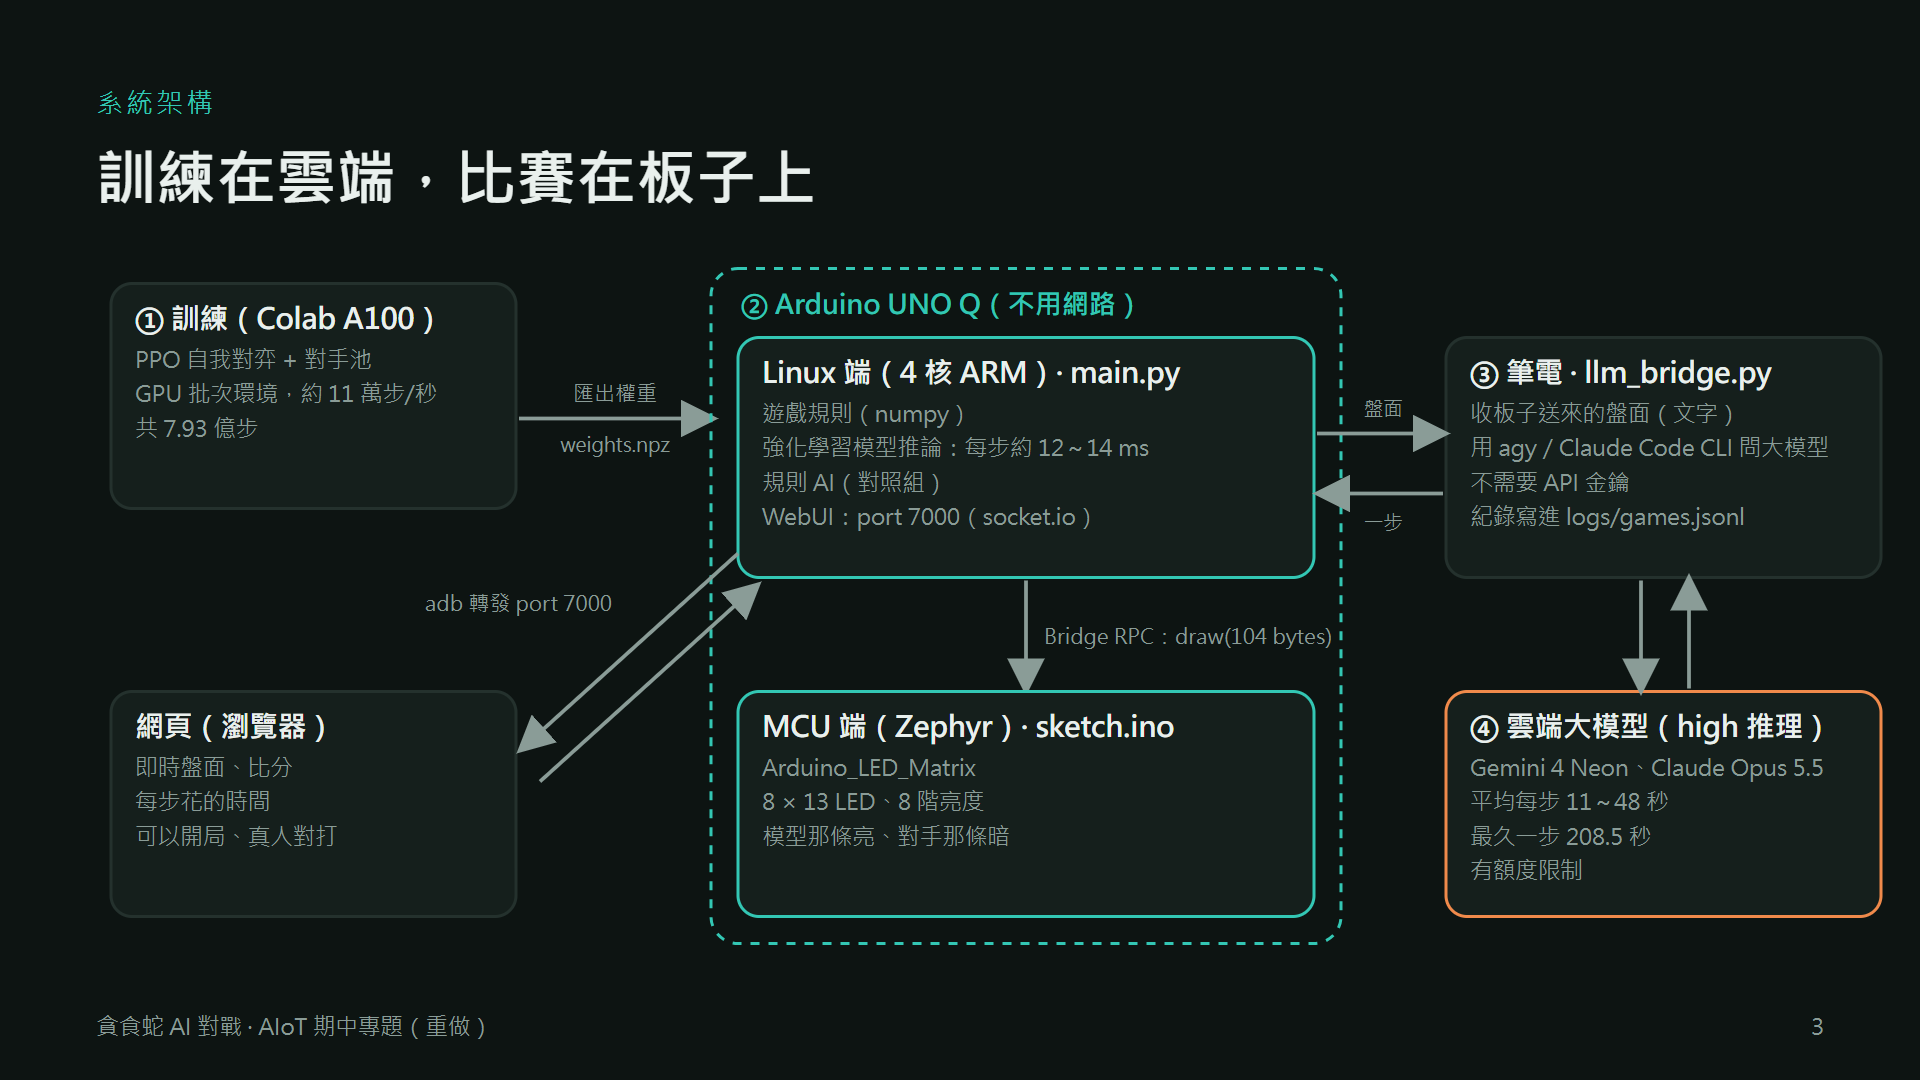 系統架構
訓練在雲端，比賽在板子上
① 訓練（Colab A100）
PPO 自我對弈 + 對手池
GPU 批次環境，約 11 萬步/秒
共 7.93 億步
匯出權重
weights.npz
② Arduino UNO Q（不用網路）
Linux 端（4 核 ARM）· main.py
遊戲規則（numpy）
強化學習模型推論：每步約 12～14 ms
規則 AI（對照組）
WebUI：port 7000（socket.io）
盤面
一步
③ 筆電 · llm_bridge.py
收板子送來的盤面（文字）
用 agy / Claude Code CLI 問大模型
不需要 API 金鑰
紀錄寫進 logs/games.jsonl
adb 轉發 port 7000
Bridge RPC：draw(104 bytes)
網頁（瀏覽器）
即時盤面、比分
每步花的時間
可以開局、真人對打
MCU 端（Zephyr）· sketch.ino
Arduino_LED_Matrix
8 × 13 LED、8 階亮度
模型那條亮、對手那條暗
④ 雲端大模型（high 推理）
Gemini 4 Neon、Claude Opus 5.5
平均每步 11～48 秒
最久一步 208.5 秒
有額度限制
貪食蛇 AI 對戰 · AIoT 期中專題（重做）
3